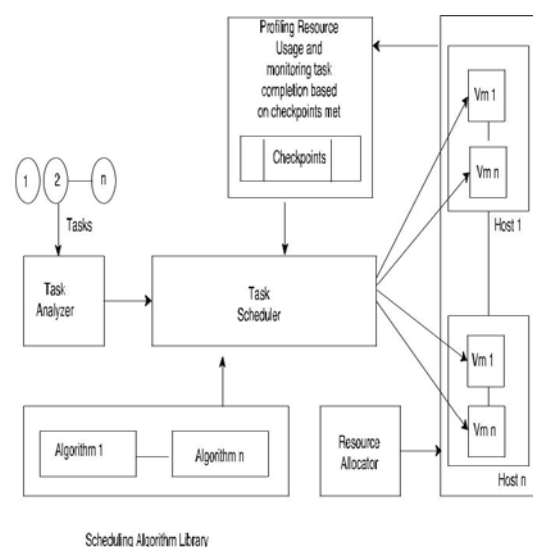 Profiling Resource
Usage and
monitoring task
completion based
on checkpoints met
Checkpoints
Vm 1
Vm n
Host 1
1
2
n
Tasks
Task
Analyzer
Task
Scheduler
Vm 1
Vm n
Host n
Algorithm 1
Algorithm n
Resource
Allocator
Scheduling Algorithm Library